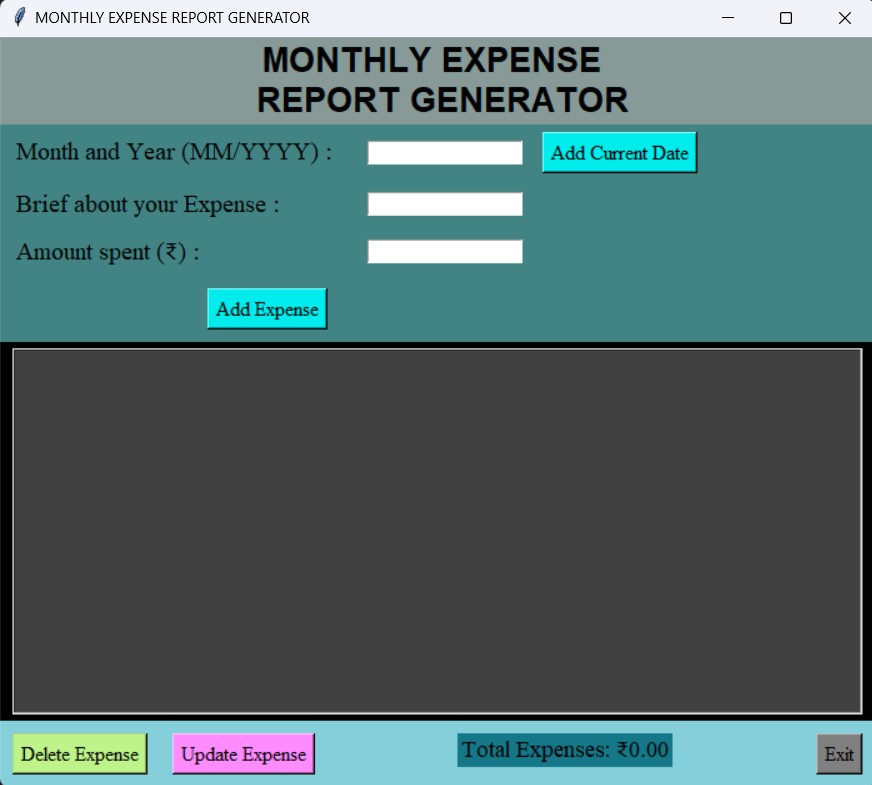 MONTHLY EXPENSE REPORT GENERATOR
MONTHLY EXPENSE
REPORT GENERATOR
Month and Year (MM/YYYY) :
Add Current Date
Brief about your Expense :
Amount spent (₹) :
Add Expense
Delete Expense
Update Expense
Total Expenses: ₹0.00
Exit